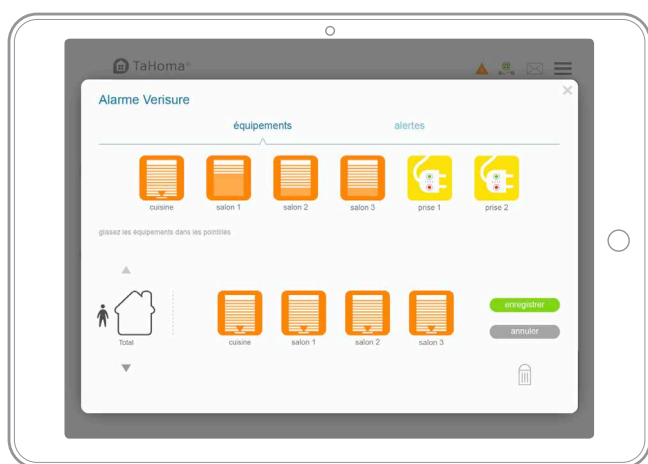 TaHoma®
Alarme Verisure
équipements
alertes
cuisine
salon 1
salon 2
salon 3
prise 1
prise 2
glissez les équipements dans les pointillés
Total
cuisine
salon 1
salon 2
salon 3
enregistrer
annuler